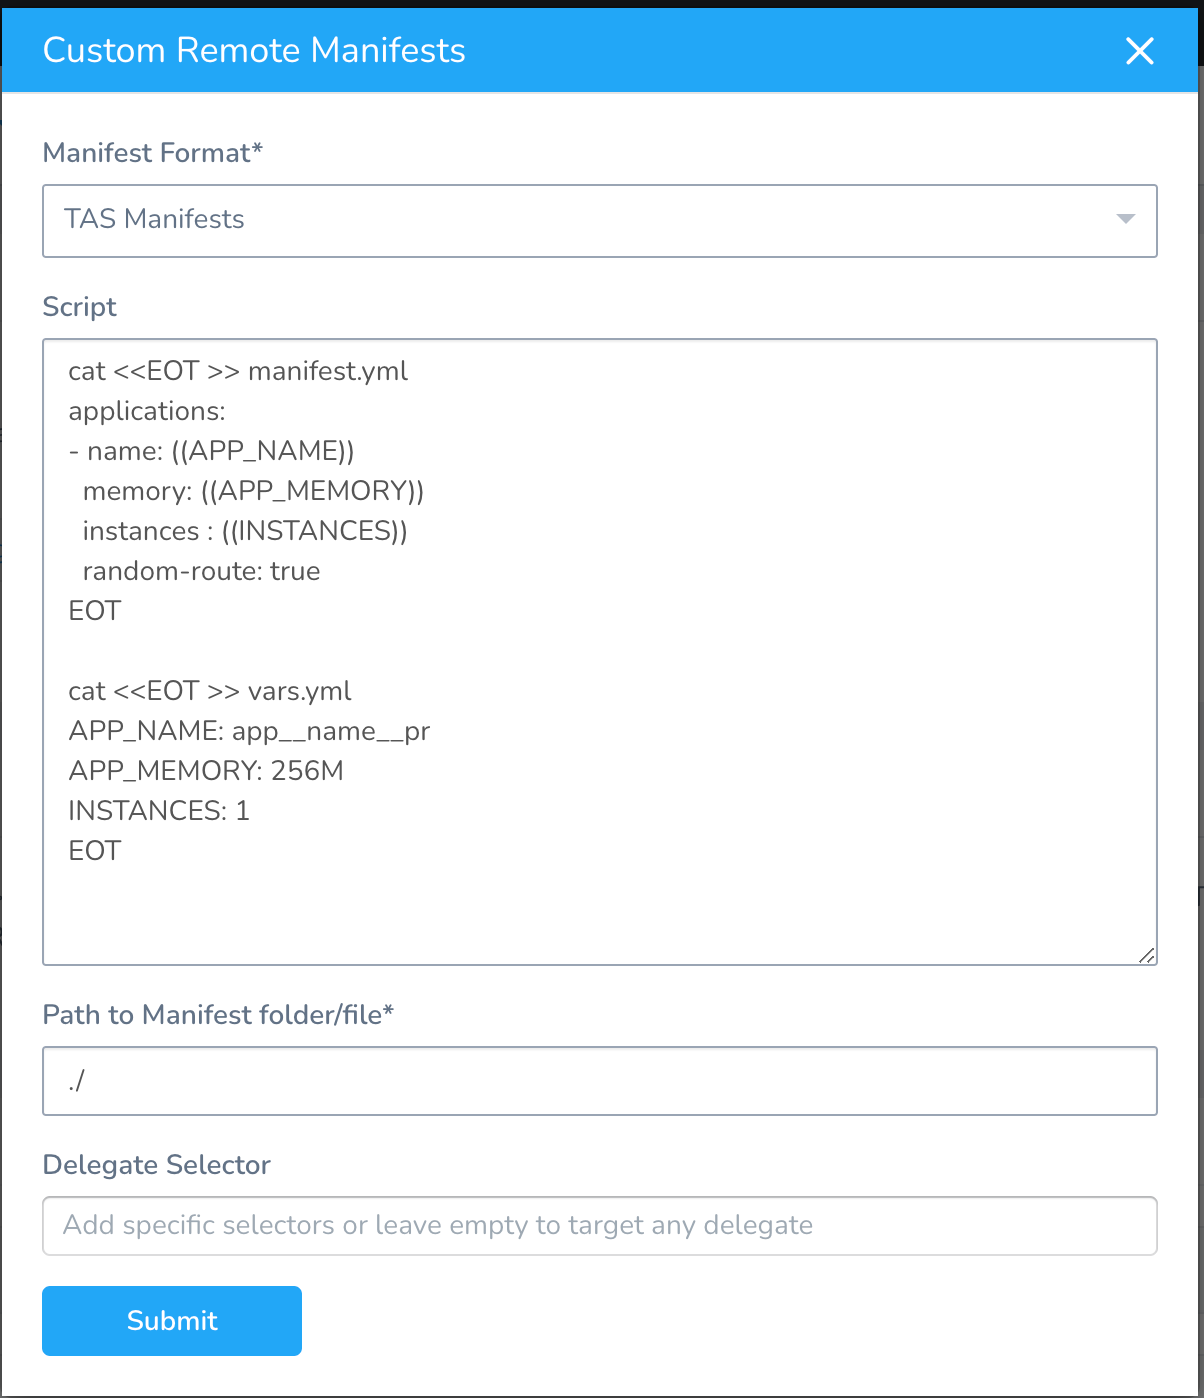 Custom Remote Manifests
Manifest Format*
TAS Manifests
Script
cat <<EOT >> manifest.yml
applications:
- name: ((APP_NAME))
  memory: ((APP_MEMORY))
  instances : ((INSTANCES))
  random-route: true
EOT

cat <<EOT >> vars.yml
APP_NAME: app__name__pr
APP_MEMORY: 256M
INSTANCES: 1
EOT
Path to Manifest folder/file*
./
Delegate Selector
Add specific selectors or leave empty to target any delegate
Submit